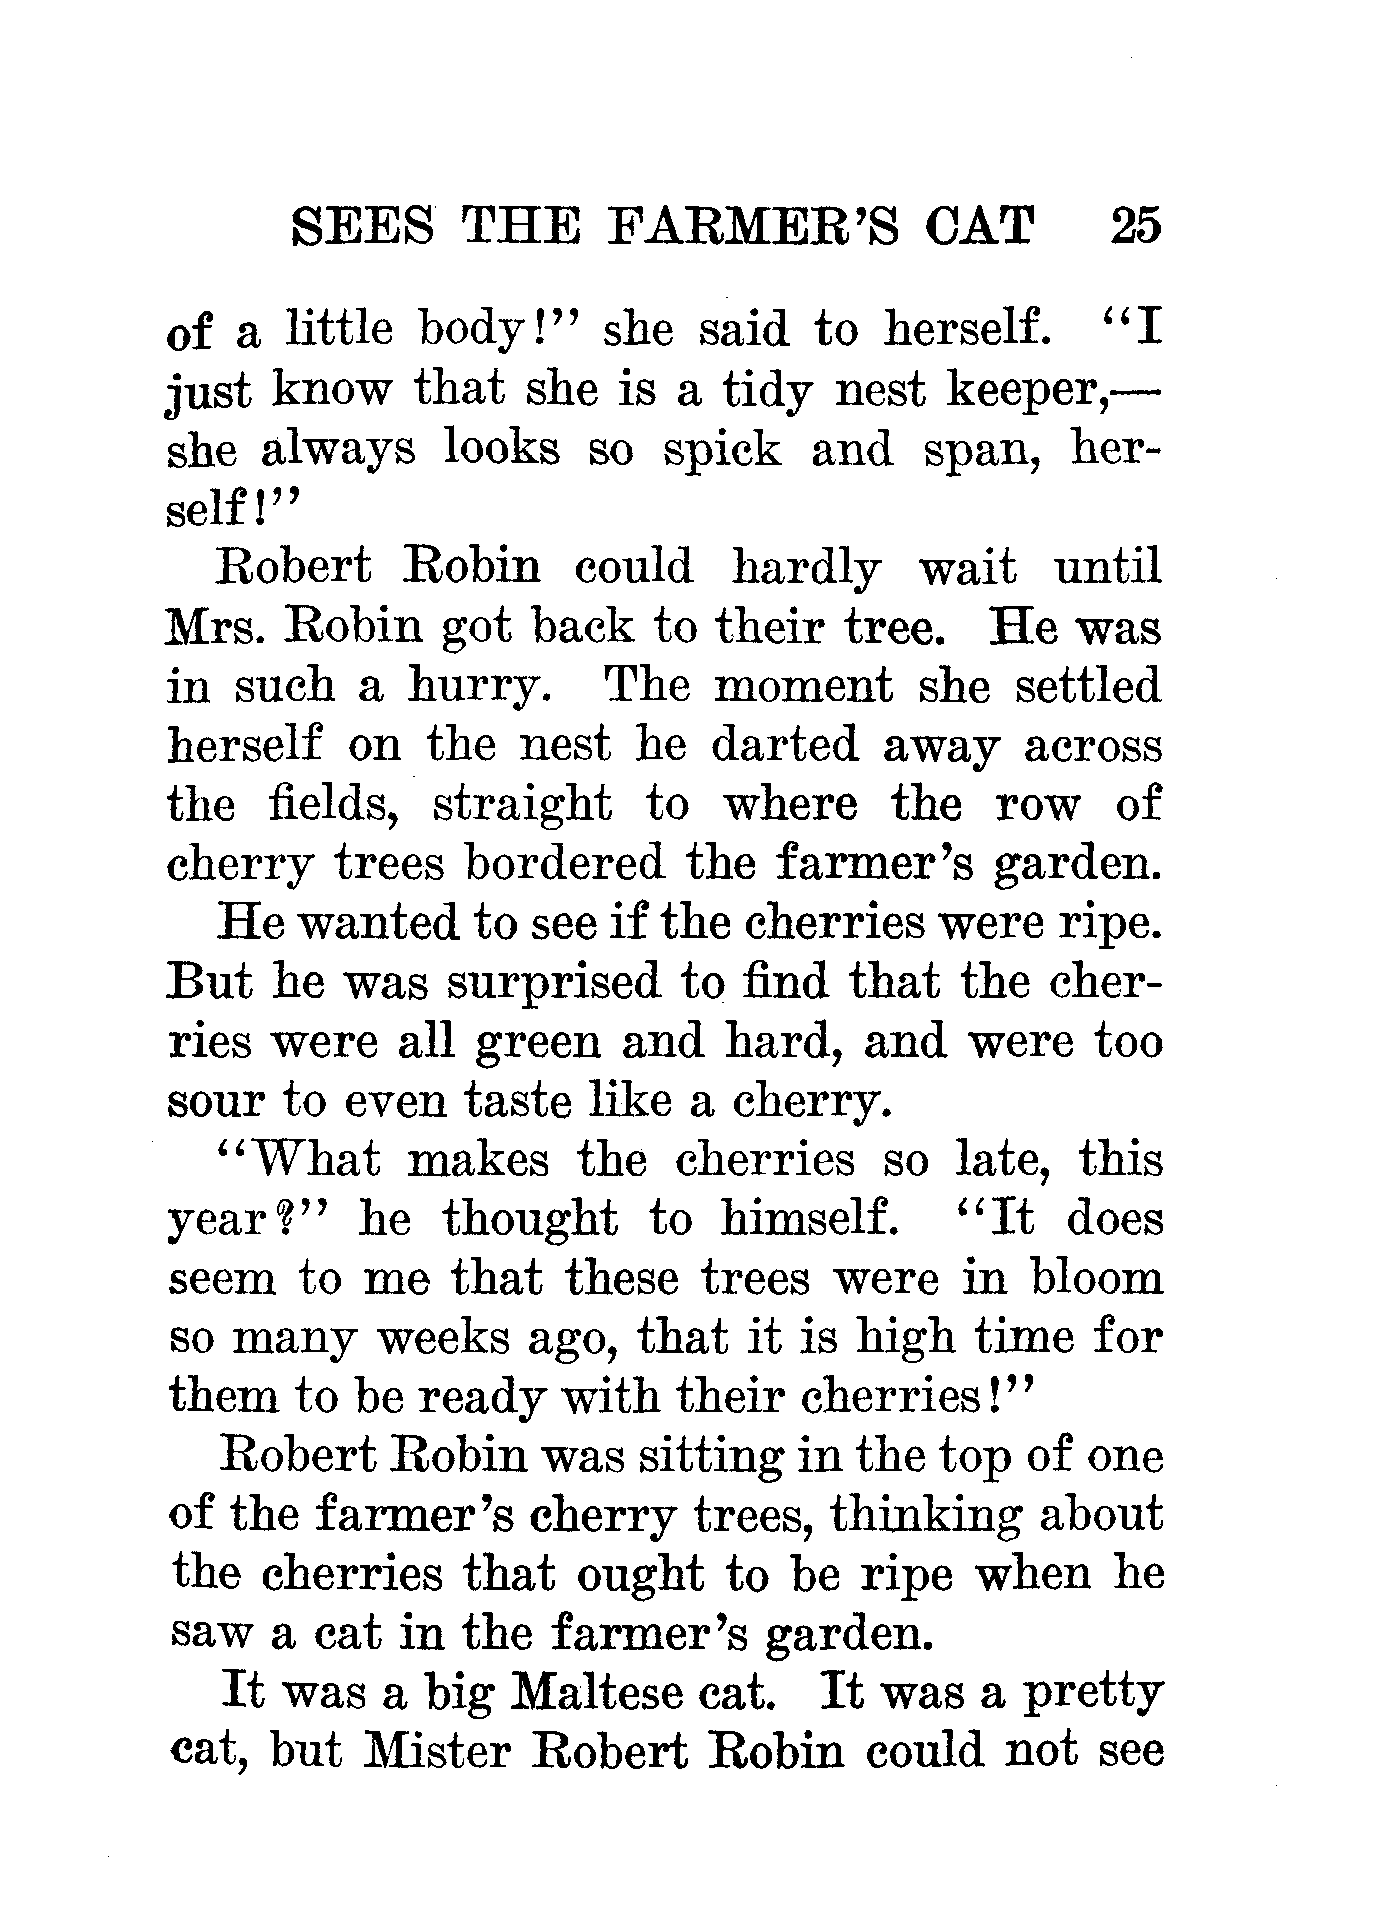 SEES THE FARMER'S CAT 25
of a little body!" she said to herself. "I
just know that she is a tidy nest keeper,—
she always looks so spick and span, her-
self!"
Robert Robin could hardly wait until
Mrs. Robin got back to their tree. He was
in such a hurry. The moment she settled
herself on the nest he darted away across
the fields, straight to where the row of
cherry trees bordered the farmer's garden.
He wanted to see if the cherries were ripe.
But he was surprised to find that the cher-
ries were all green and hard, and were too
sour to even taste like a cherry.
"What makes the cherries so late, this
year?" he thought to himself. "It does
seem to me that these trees were in bloom
so many weeks ago, that it is high time for
them to be ready with their cherries!"
Robert Robin was sitting in the top of one
of the farmer's cherry trees, thinking about
the cherries that ought to be ripe when he
saw a cat in the farmer's garden.
It was a big Maltese cat. It was a pretty
cat, but Mister Robert Robin could not see